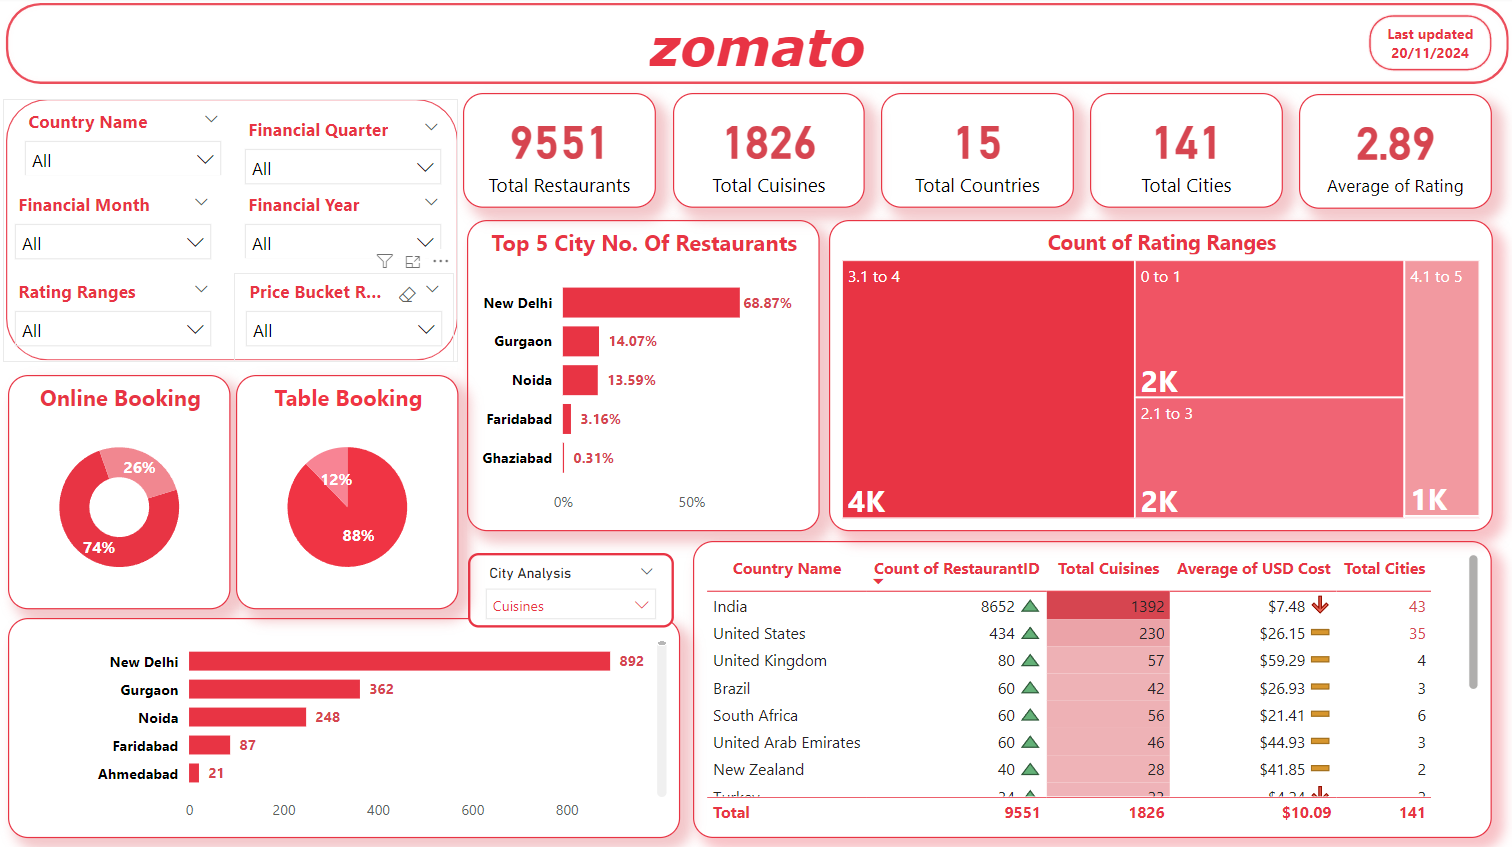 zomato
Last updated
20/11/2024
Country Name
All
Financial Quarter
All
Financial Month
All
Financial Year
All
Rating Ranges
All
Price Bucket R...
All
9551
Total Restaurants
1826
Total Cuisines
15
Total Countries
141
Total Cities
2.89
Average of Rating
Top 5 City No. Of Restaurants
New Delhi 68.87%
Gurgaon 14.07%
Noida 13.59%
Faridabad 3.16%
Ghaziabad 0.31%
0% 50%
Count of Rating Ranges
3.1 to 4
4K
0 to 1
2K
2.1 to 3
2K
4.1 to 5
1K
Online Booking
26%
74%
Table Booking
12%
88%
City Analysis
Cuisines
New Delhi 892
Gurgaon 362
Noida 248
Faridabad 87
Ahmedabad 21
0 200 400 600 800
Country Name Count of RestaurantID Total Cuisines Average of USD Cost Total Cities
India 8652 1392 $7.48 43
United States 434 230 $26.15 35
United Kingdom 80 57 $59.29 4
Brazil 60 42 $26.93 3
South Africa 60 56 $21.41 6
United Arab Emirates 60 46 $44.93 3
New Zealand 40 28 $41.85 2
Total 9551 1826 $10.09 141